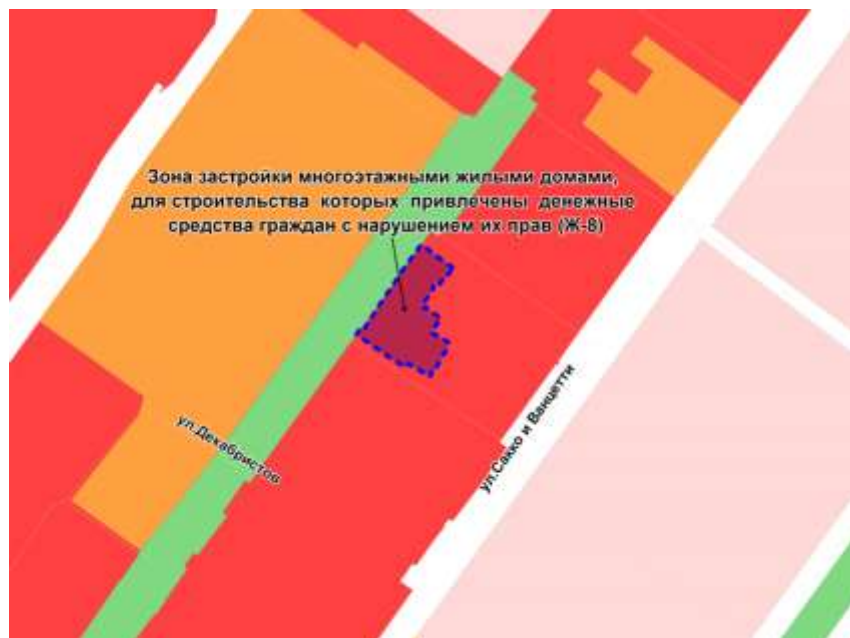 Зона застройки многоэтажными жилыми домами,
для строительства которых привлечены денежные
средства граждан с нарушением их прав (Ж-8)
ул.Декабристов
ул.Сакко и Ванцетти